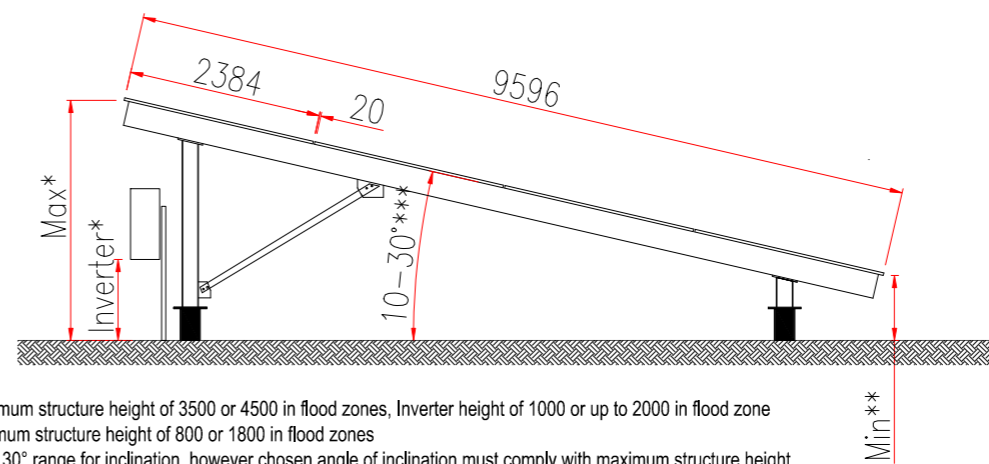 2384
20
9596
Max*
Inverter*
10-30°***
Min**
mum structure height of 3500 or 4500 in flood zones, Inverter height of 1000 or up to 2000 in flood zone
mum structure height of 800 or 1800 in flood zones
30° range for inclination, however chosen angle of inclination must comply with maximum structure height